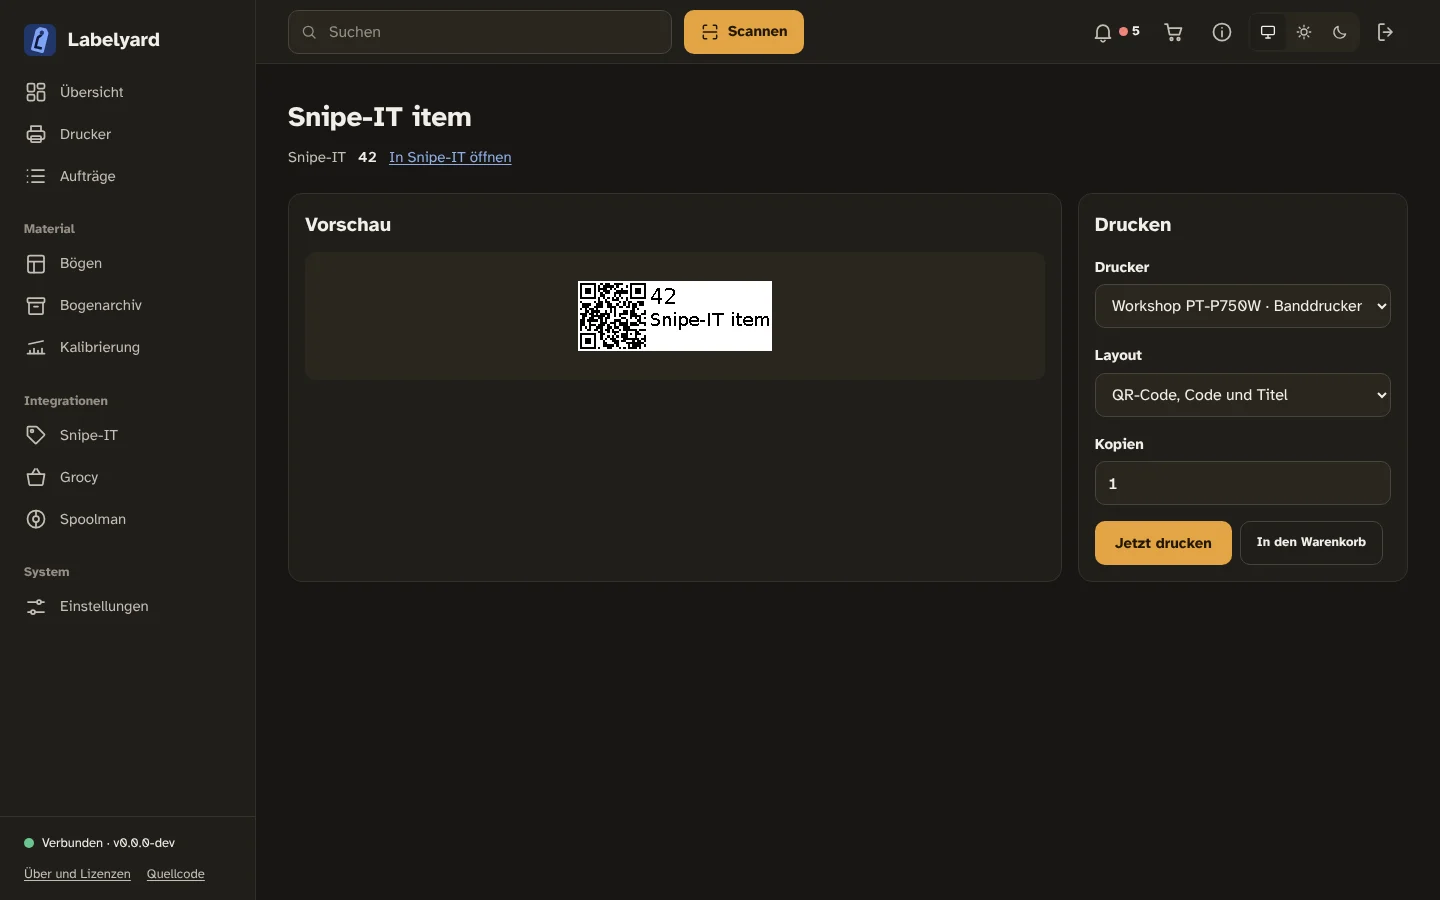 Labelyard
Suchen
Scannen
5
Übersicht
Drucker
Aufträge
Material
Bögen
Bogenarchiv
Kalibrierung
Integrationen
Snipe-IT
Grocy
Spoolman
System
Einstellungen
Verbunden · v0.0.0-dev
Über und Lizenzen Quellcode
Snipe-IT item
Snipe-IT 42 In Snipe-IT öffnen
Vorschau
42
Snipe-IT item
Drucken
Drucker
Workshop PT-P750W · Banddrucker
Layout
QR-Code, Code und Titel
Kopien
1
Jetzt drucken
In den Warenkorb